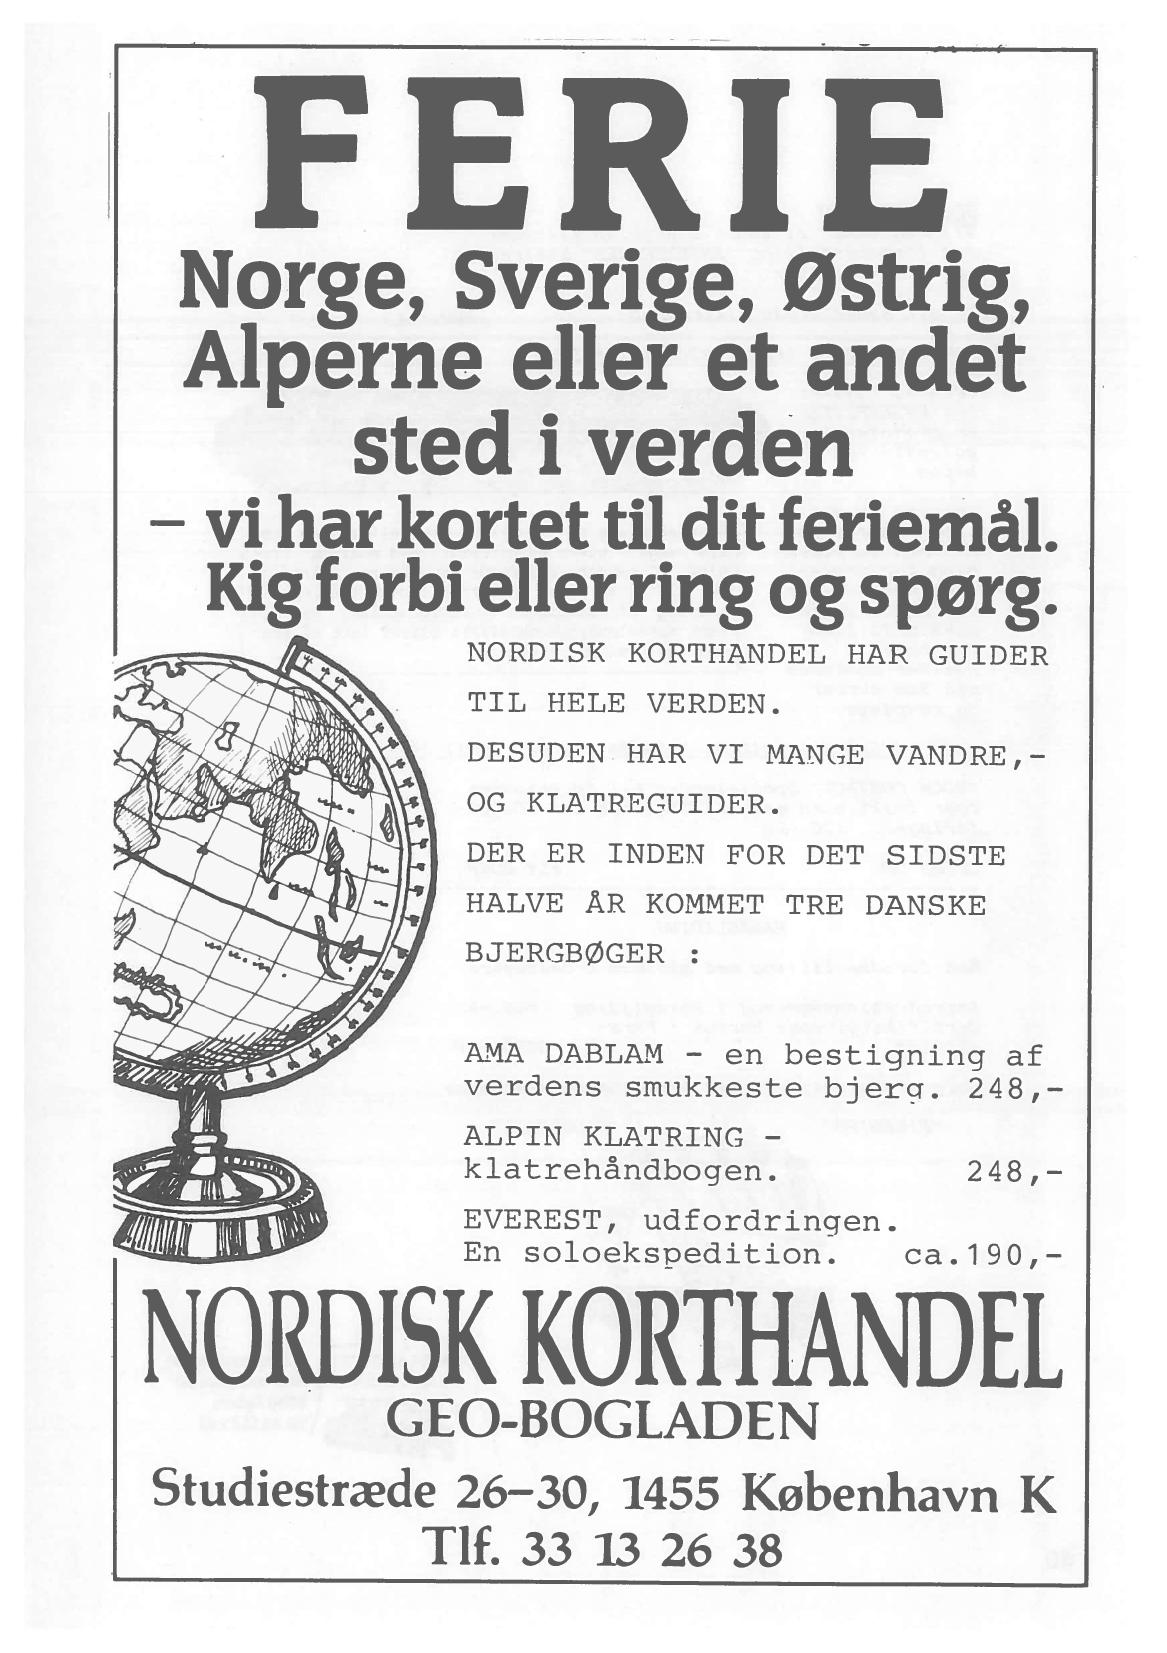 FERIE
Norge, Sverige, Østrig,
Alperne eller et andet
sted i verden
– vi har kortet til dit feriemål.
Kig forbi eller ring og spørg.
NORDISK KORTHANDEL HAR GUIDER
TIL HELE VERDEN.
DESUDEN HAR VI MANGE VANDRE,-
OG KLATREGUIDER.
DER ER INDEN FOR DET SIDSTE
HALVE ÅR KOMMET TRE DANSKE
BJERGBØGER :
AMA DABLAM - en bestigning af
verdens smukkeste bjerg. 248,-
ALPIN KLATRING -
klatrehåndbogen. 248,-
EVEREST, udfordringen.
En soloekspedition. ca.190,-
NORDISK KORTHANDEL
GEO-BOGLADEN
Studiestræde 26–30, 1455 København K
Tlf. 33 13 26 38